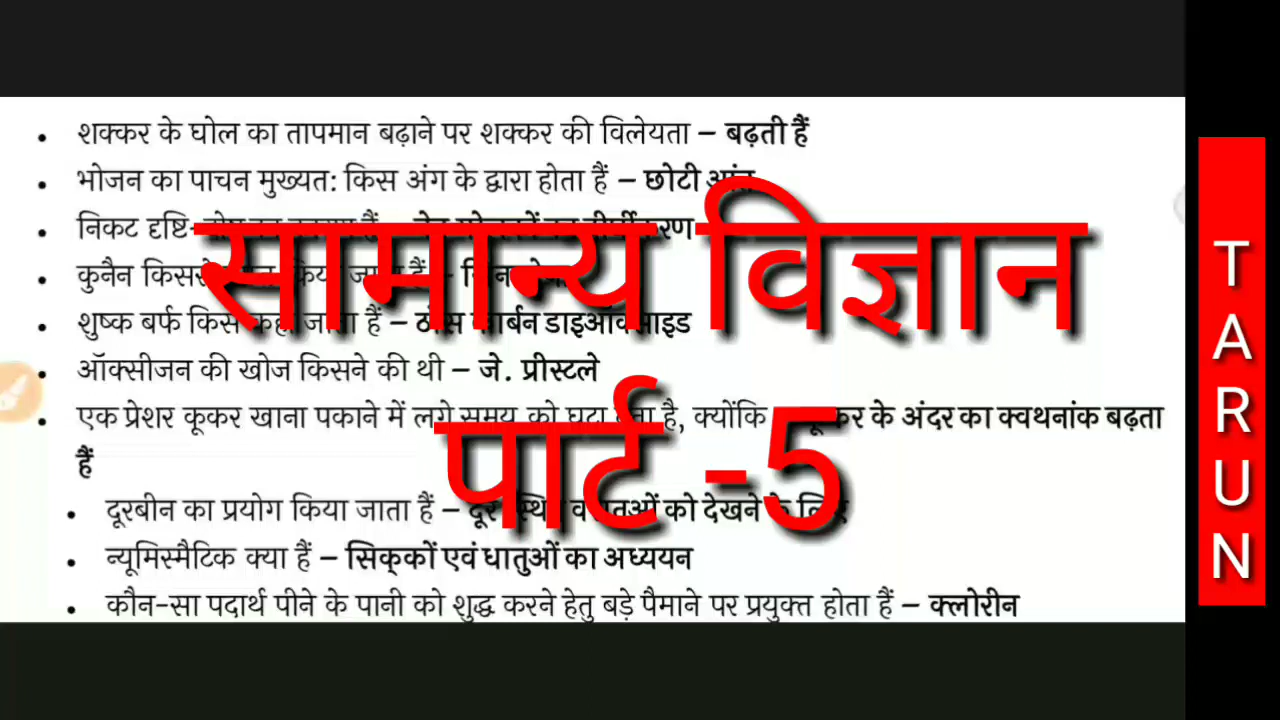 शक्कर के घोल का तापमान बढ़ाने पर शक्कर की विलेयता – बढ़ती हैं
भोजन का पाचन मुख्यत: किस अंग के द्वारा होता हैं – छोटी आंत
निकट दृष्टि-
कुनैन
शुष्क बर्फ किसे कहा जाता हैं – ठोस कार्बन डाइऑक्साइड
ऑक्सीजन की खोज किसने की थी – जे. प्रीस्टले
एक प्रेशर कूकर खाना पकाने में लगे समय को घटा देता है, क्योंकि कूकर के अंदर का क्वथनांक बढ़ता
हैं
दूरबीन का प्रयोग किया जाता हैं – दूर स्थित वस्तुओं को देखने के लिए
न्यूमिस्मैटिक क्या हैं – सिक्कों एवं धातुओं का अध्ययन
कौन-सा पदार्थ पीने के पानी को शुद्ध करने हेतु बड़े पैमाने पर प्रयुक्त होता हैं – क्लोरीन
सामान्य विज्ञान
पार्ट -5
TARUN